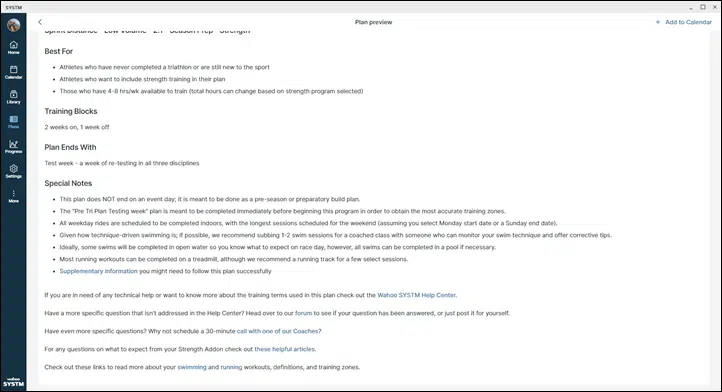 SYSTM
Plan preview
+ Add to Calendar
Home
Calendar
Library
Plans
Progress
Settings
More
wahoo
SYSTM
Sprint Distance - Low Volume - 2:1 - Season Prep - Strength
Best For
• Athletes who have never completed a triathlon or are still new to the sport
• Athletes who want to include strength training in their plan
• Those who have 4-8 hrs/wk available to train (total hours can change based on strength program selected)
Training Blocks
2 weeks on, 1 week off
Plan Ends With
Test week - a week of re-testing in all three disciplines
Special Notes
• This plan does NOT end on an event day; it is meant to be done as a pre-season or preparatory build plan.
• The "Pre Tri Plan Testing week" plan is meant to be completed immediately before beginning this program in order to obtain the most accurate training zones.
• All weekday rides are scheduled to be completed indoors, with the longest sessions scheduled for the weekend (assuming you select Monday start date or a Sunday end date).
• Given how technique-driven swimming is; if possible, we recommend subbing 1-2 swim sessions for a coached class with someone who can monitor your swim technique and offer corrective tips.
• Ideally, some swims will be completed in open water so you know what to expect on race day, however, all swims can be completed in a pool if necessary.
• Most running workouts can be completed on a treadmill, although we recommend a running track for a few select sessions.
• Supplementary information you might need to follow this plan successfully
If you are in need of any technical help or want to know more about the training terms used in this plan check out the Wahoo SYSTM Help Center.
Have a more specific question that isn't addressed in the Help Center? Head over to our forum to see if your question has been answered, or just post it for yourself.
Have even more specific questions? Why not schedule a 30-minute call with one of our Coaches?
For any questions on what to expect from your Strength Addon check out these helpful articles.
Check out these links to read more about your swimming and running workouts, definitions, and training zones.